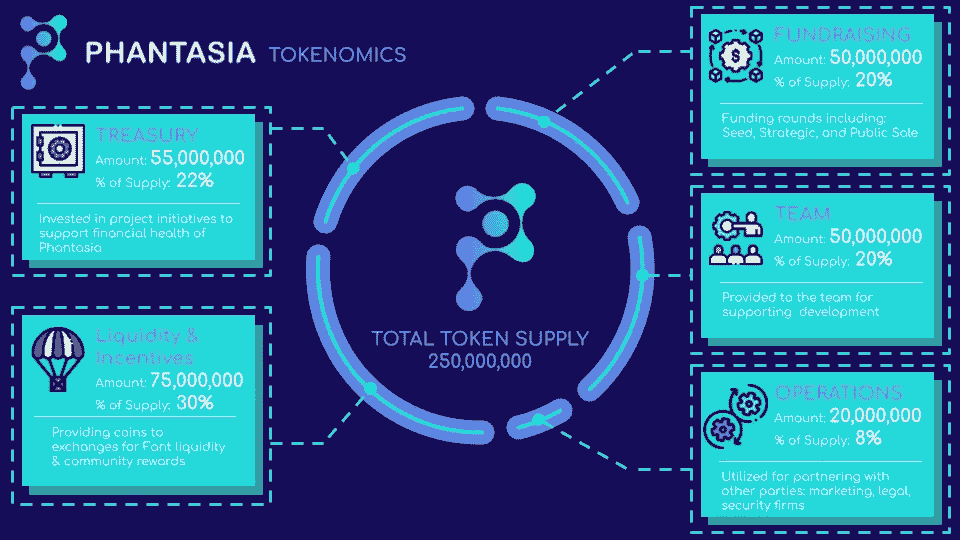 PHANTASIA TOKENOMICS
TREASURY
Amount: 55,000,000
% of Supply: 22%
Invested in project initiatives to
support financial health of
Phantasia
Liquidity &
Incentives
Amount: 75,000,000
% of Supply: 30%
Providing coins to
exchanges for Fant liquidity
& community rewards
TOTAL TOKEN SUPPLY
250,000,000
FUNDRAISING
$
Amount: 50,000,000
% of Supply: 20%
Funding rounds including:
Seed, Strategic, and Public Sale
TEAM
Amount: 50,000,000
% of Supply: 20%
Provided to the team for
supporting development
OPERATIONS
Amount: 20,000,000
% of Supply: 8%
Utilized for partnering with
other parties: marketing, legal,
security firms